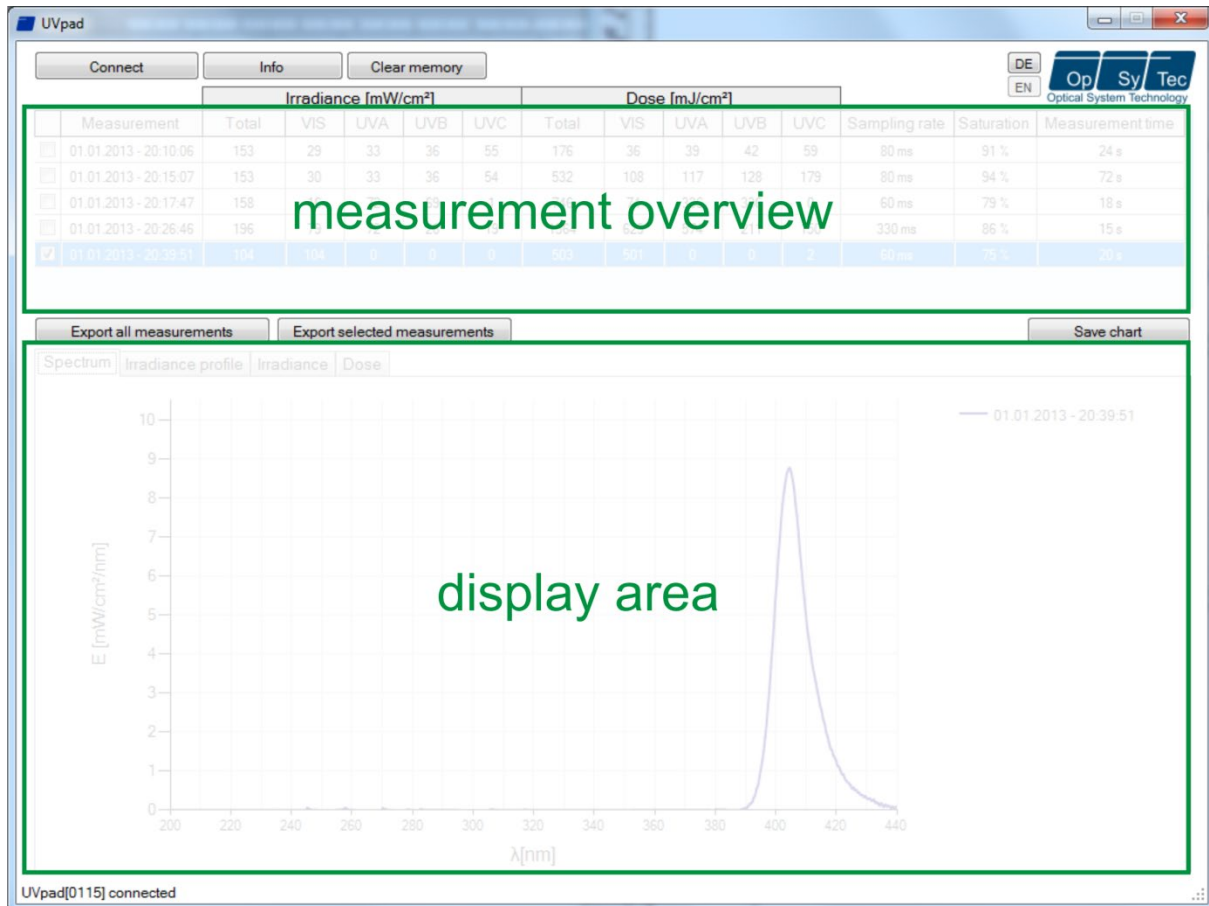 UVpad
Connect Info Clear memory DE
EN
Op Sy Tec
Optical System Technology
Irradiance [mW/cm²] Dose [mJ/cm²]
Measurement Total VIS UVA UVB UVC Total VIS UVA UVB UVC Sampling rate Saturation Measurement time
01.01.2013 - 20:10:06 153 29 33 36 55 176 36 39 42 59 80 ms 91 % 24 s
01.01.2013 - 20:15:07 153 30 33 36 54 532 108 117 128 179 80 ms 94 % 72 s
01.01.2013 - 20:17:47 158 60 ms 79 % 18 s
measurement overview
01.01.2013 - 20:26:46 196 330 ms 86 % 15 s
01.01.2013 - 20:39:51 104 104 0 0 0 503 501 0 0 2 60 ms 75 % 20 s
Export all measurements Export selected measurements Save chart
Spectrum Irradiance profile Irradiance Dose
01.01.2013 - 20:39:51
10
9
8
7
6
5
4
3
2
1
0
E [mW/cm²/nm]
display area
200 220 240 260 280 300 320 340 360 380 400 420 440
λ[nm]
UVpad[0115] connected